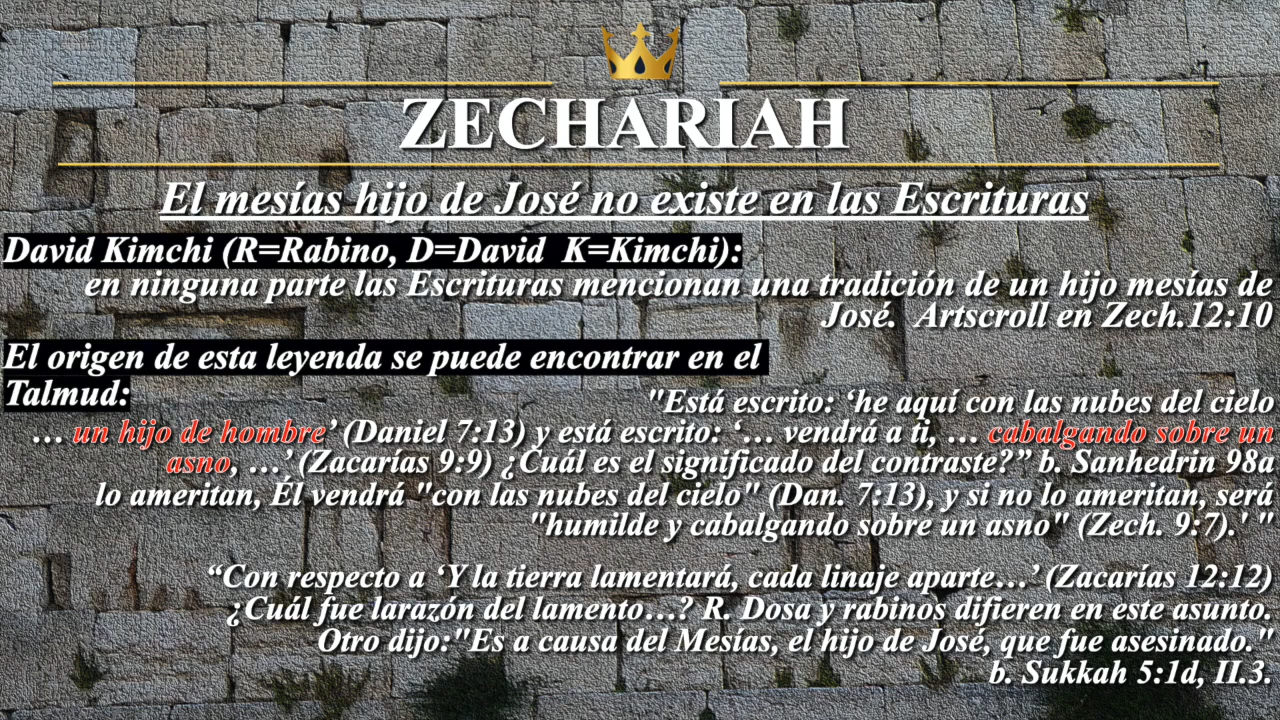 ZECHARIAH
El mesías hijo de José no existe en las Escrituras
David Kimchi (R=Rabino, D=David K=Kimchi):
en ninguna parte las Escrituras mencionan una tradición de un hijo mesías de
José. Artscroll en Zech.12:10
El origen de esta leyenda se puede encontrar en el
Talmud:
"Está escrito: ‘he aquí con las nubes del cielo
… un hijo de hombre’ (Daniel 7:13) y está escrito: ‘… vendrá a ti, … cabalgando sobre un
asno, …’ (Zacarías 9:9) ¿Cuál es el significado del contraste?” b. Sanhedrin 98a
lo ameritan, Él vendrá "con las nubes del cielo" (Dan. 7:13), y si no lo ameritan, será
"humilde y cabalgando sobre un asno" (Zech. 9:7).' "
“Con respecto a ‘Y la tierra lamentará, cada linaje aparte…’ (Zacarías 12:12)
¿Cuál fue larazón del lamento…? R. Dosa y rabinos difieren en este asunto.
Otro dijo:"Es a causa del Mesías, el hijo de José, que fue asesinado."
b. Sukkah 5:1d, II.3.